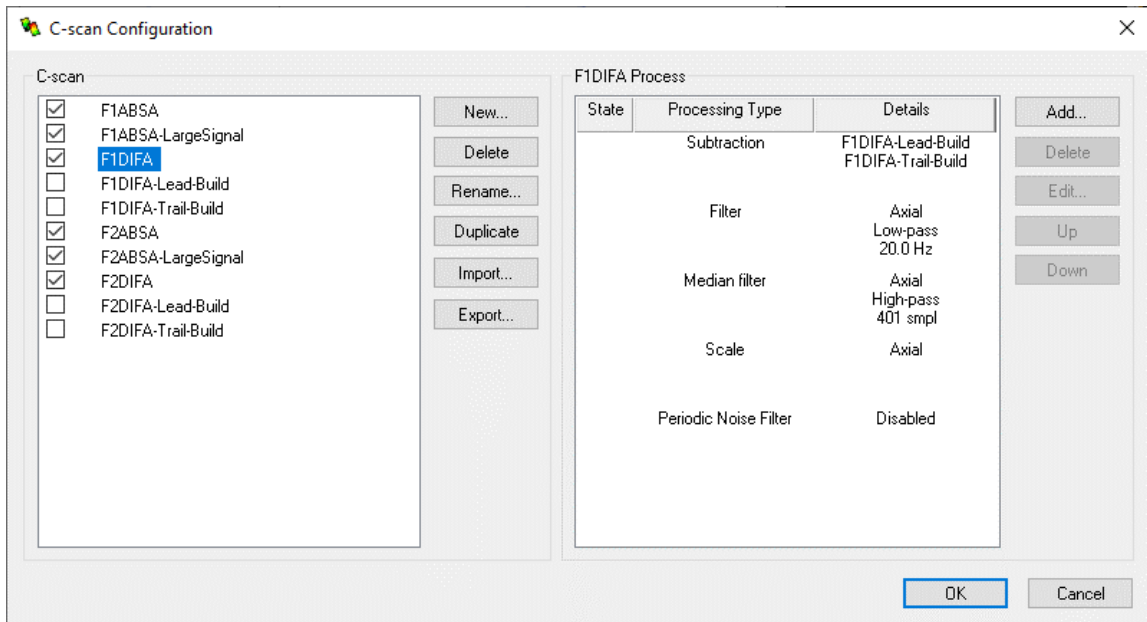 C-scan Configuration
C-scan
F1ABSA
F1ABSA-LargeSignal
F1DIFA
F1DIFA-Lead-Build
F1DIFA-Trail-Build
F2ABSA
F2ABSA-LargeSignal
F2DIFA
F2DIFA-Lead-Build
F2DIFA-Trail-Build
New...
Delete
Rename...
Duplicate
Import...
Export...
F1DIFA Process
State Processing Type Details
Subtraction F1DIFA-Lead-Build
F1DIFA-Trail-Build
Filter Axial
Low-pass
20.0 Hz
Median filter Axial
High-pass
401 smpl
Scale Axial
Periodic Noise Filter Disabled
Add...
Delete
Edit...
Up
Down
OK Cancel